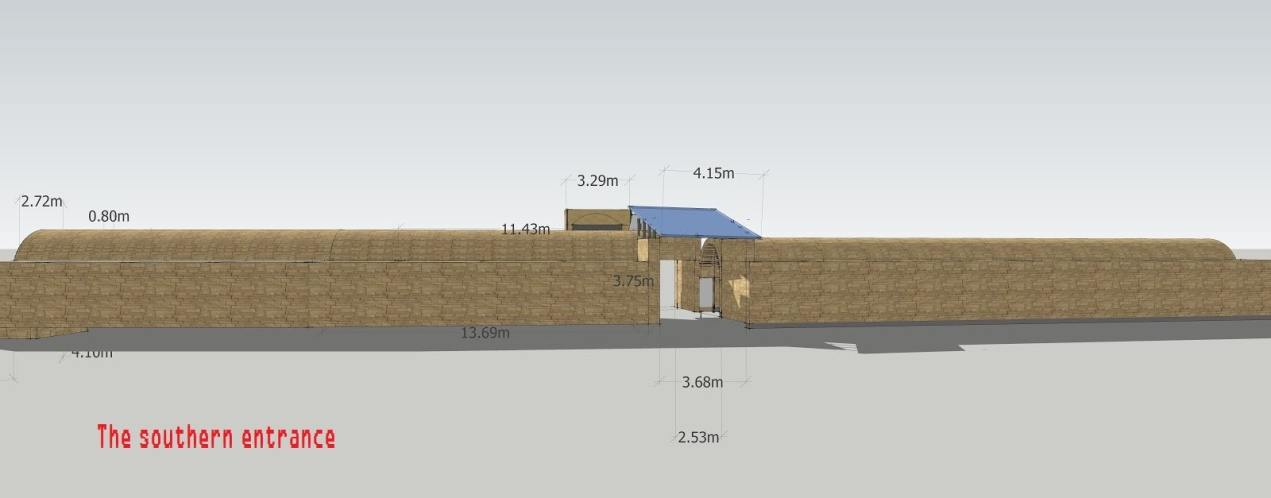 3.29m
4.15m
2.72m
0.80m
11.43m
3.75m
13.69m
4.10m
3.68m
2.53m
The southern entrance